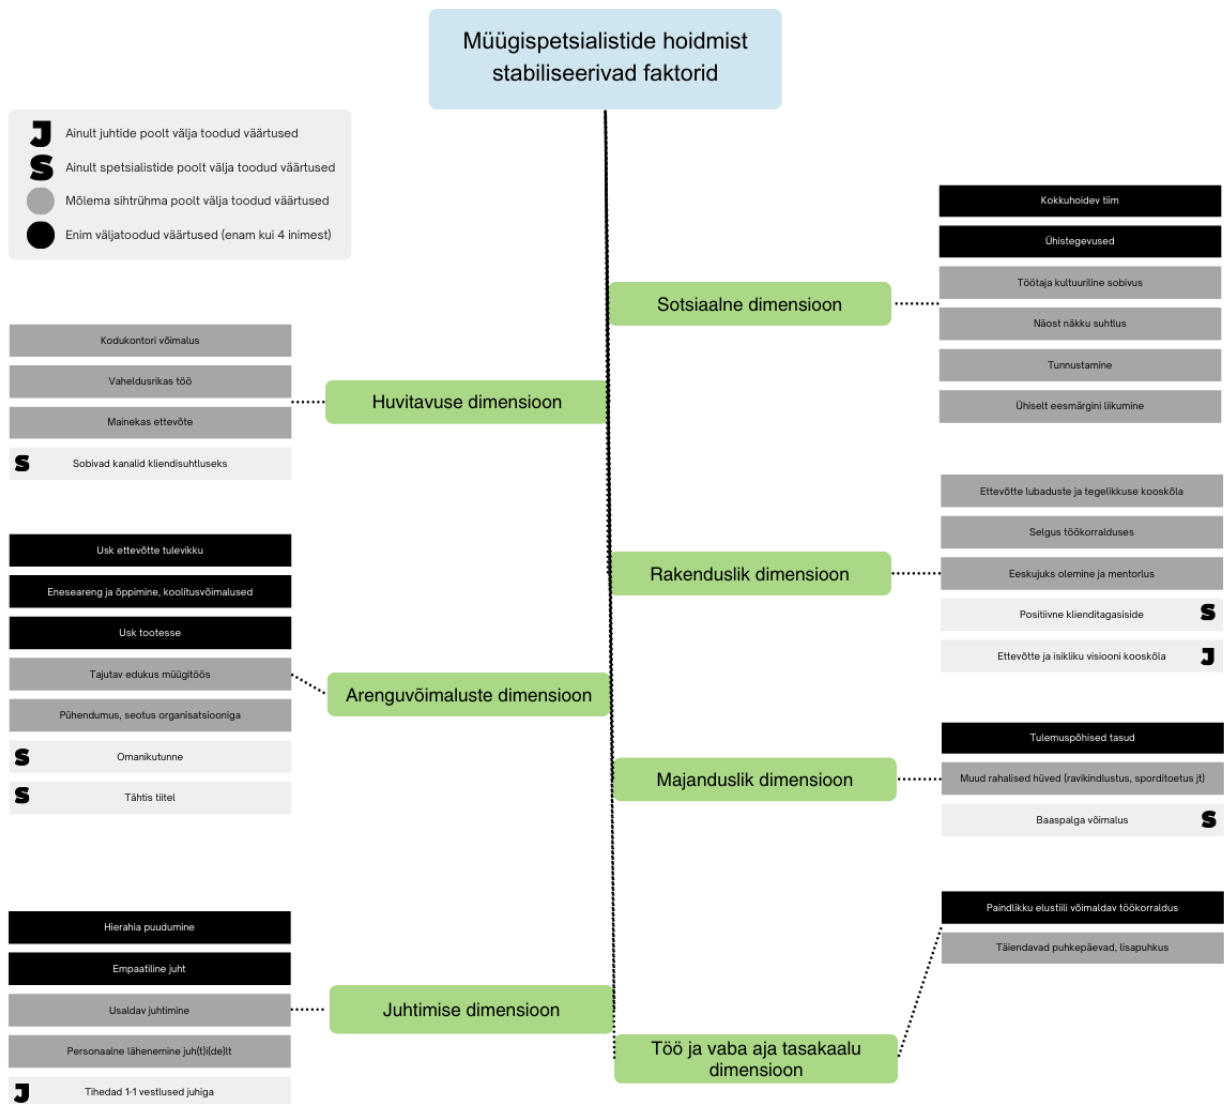 Müügispetsialistide hoidmist
stabiliseerivad faktorid
J Ainult juhtide poolt välja toodud väärtused
S Ainult spetsialistide poolt välja toodud väärtused
Mõlema sihtrühma poolt välja toodud väärtused
Enim väljatoodud väärtused (enam kui 4 inimest)
Sotsiaalne dimensioon
Kokkuhoidev tiim
Ühistegevused
Töötaja kultuuriline sobivus
Näost näkku suhtlus
Tunnustamine
Ühiselt eesmärgini liikumine
Huvitavuse dimensioon
Kodukontori võimalus
Vaheldusrikas töö
Mainekas ettevõte
S Sobivad kanalid kliendisuhtluseks
Rakenduslik dimensioon
Ettevõtte lubaduste ja tegelikkuse kooskõla
Selgus töökorralduses
Eeskujuks olemine ja mentorlus
Positiivne klienditagasiside S
Ettevõtte ja isikliku visiooni kooskõla J
Arenguvõimaluste dimensioon
Usk ettevõtte tulevikku
Eneseareng ja õppimine, koolitusvõimalused
Usk tootesse
Tajutav edukus müügitöös
Pühendumus, seotus organisatsiooniga
S Omanikutunne
S Tähtis tiitel
Majanduslik dimensioon
Tulemuspõhised tasud
Muud rahalised hüved (ravikindlustus, sporditoetus jt)
Baaspalga võimalus S
Juhtimise dimensioon
Hierahia puudumine
Empaatiline juht
Usaldav juhtimine
Personaalne lähenemine juh(t)i(de)lt
J Tihedad 1-1 vestlused juhiga
Töö ja vaba aja tasakaalu
dimensioon
Paindlikku elustiili võimaldav töökorraldus
Täiendavad puhkepäevad, lisapuhkus